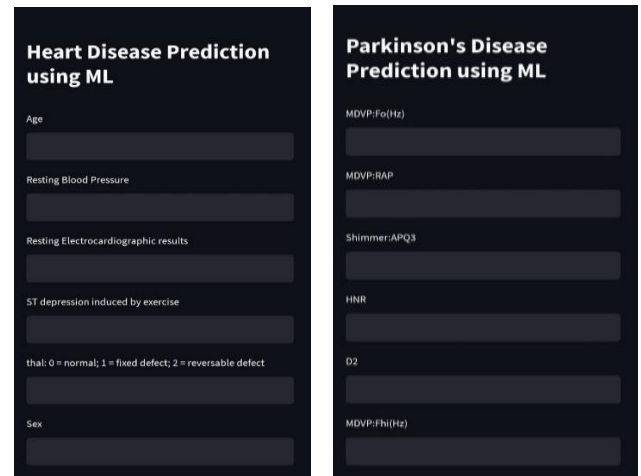 Heart Disease Prediction
using ML
Age
Resting Blood Pressure
Resting Electrocardiographic results
ST depression induced by exercise
thal: 0 = normal; 1 = fixed defect; 2 = reversable defect
Sex
Parkinson's Disease
Prediction using ML
MDVP:Fo(Hz)
MDVP:RAP
Shimmer:APQ3
HNR
D2
MDVP:Fhi(Hz)